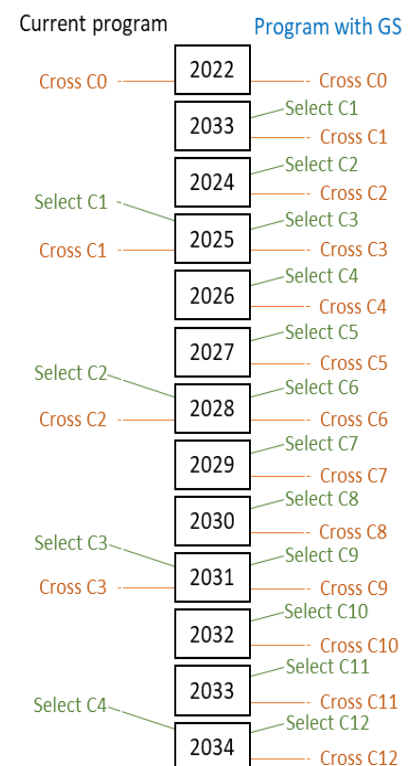 Current program Program with GS
Cross C0 2022 Cross C0
Select C1
2033
Cross C1
Select C2
2024
Cross C2
Select C1 Select C3
2025
Cross C1 Cross C3
Select C4
2026
Cross C4
Select C5
2027
Cross C5
Select C2 Select C6
2028
Cross C2 Cross C6
Select C7
2029
Cross C7
Select C8
2030
Cross C8
Select C3 Select C9
2031
Cross C3 Cross C9
Select C10
2032
Cross C10
Select C11
2033
Cross C11
Select C4 Select C12
2034
Cross C12